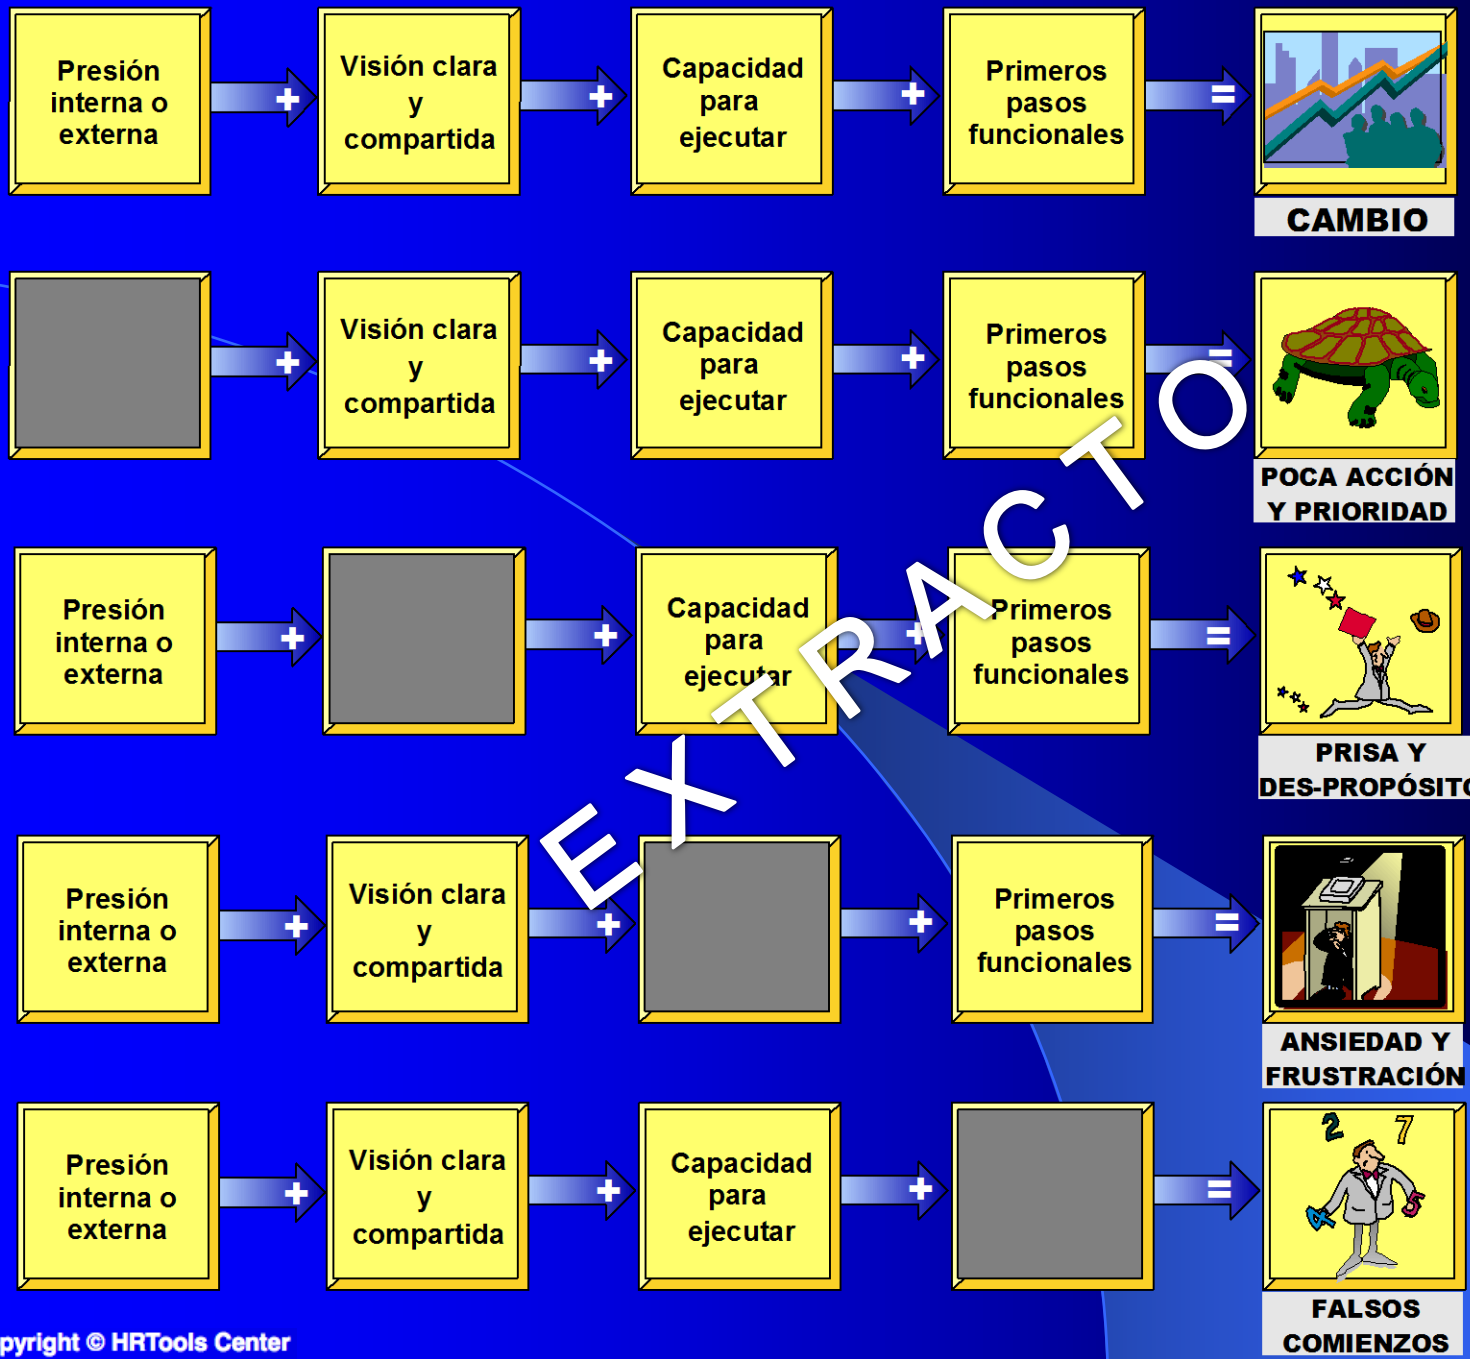 Presión
interna o
externa
+
Visión clara
y
compartida
+
Capacidad
para
ejecutar
+
Primeros
pasos
funcionales
=
CAMBIO
+
Visión clara
y
compartida
+
Capacidad
para
ejecutar
+
Primeros
pasos
funcionales
=
POCA ACCIÓN
Y PRIORIDAD
Presión
interna o
externa
+
+
Capacidad
para
ejecutar
+
Primeros
pasos
funcionales
=
PRISA Y
DES-PROPÓSITO
EXTRACTO
Presión
interna o
externa
+
Visión clara
y
compartida
+
+
Primeros
pasos
funcionales
=
ANSIEDAD Y
FRUSTRACIÓN
Presión
interna o
externa
+
Visión clara
y
compartida
+
Capacidad
para
ejecutar
+
=
2 7
4 5
FALSOS
COMIENZOS
pyright © HRTools Center